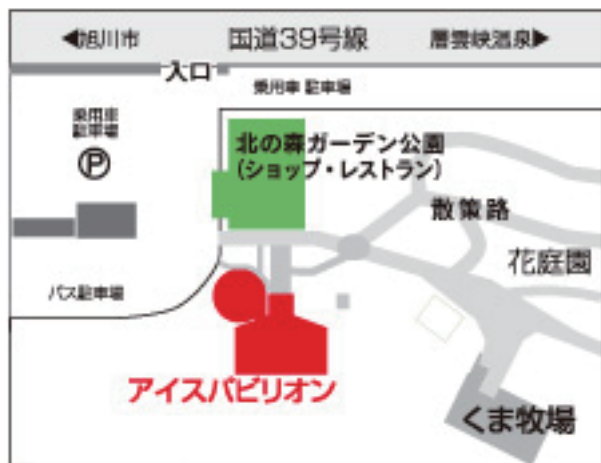 ◀旭川市 国道39号線 層雲峡温泉▶
入口
乗用車 駐車場
乗用車
駐車場
P
北の森ガーデン公園
(ショップ・レストラン)
散策路
花庭園
バス駐車場
アイスパビリオン
くま牧場